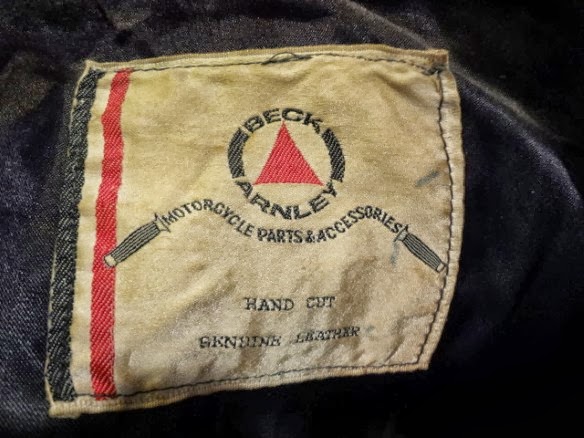 BECK
ARNLEY
MOTORCYCLE PARTS & ACCESSORIES
HAND CUT
GENUINE LEATHER